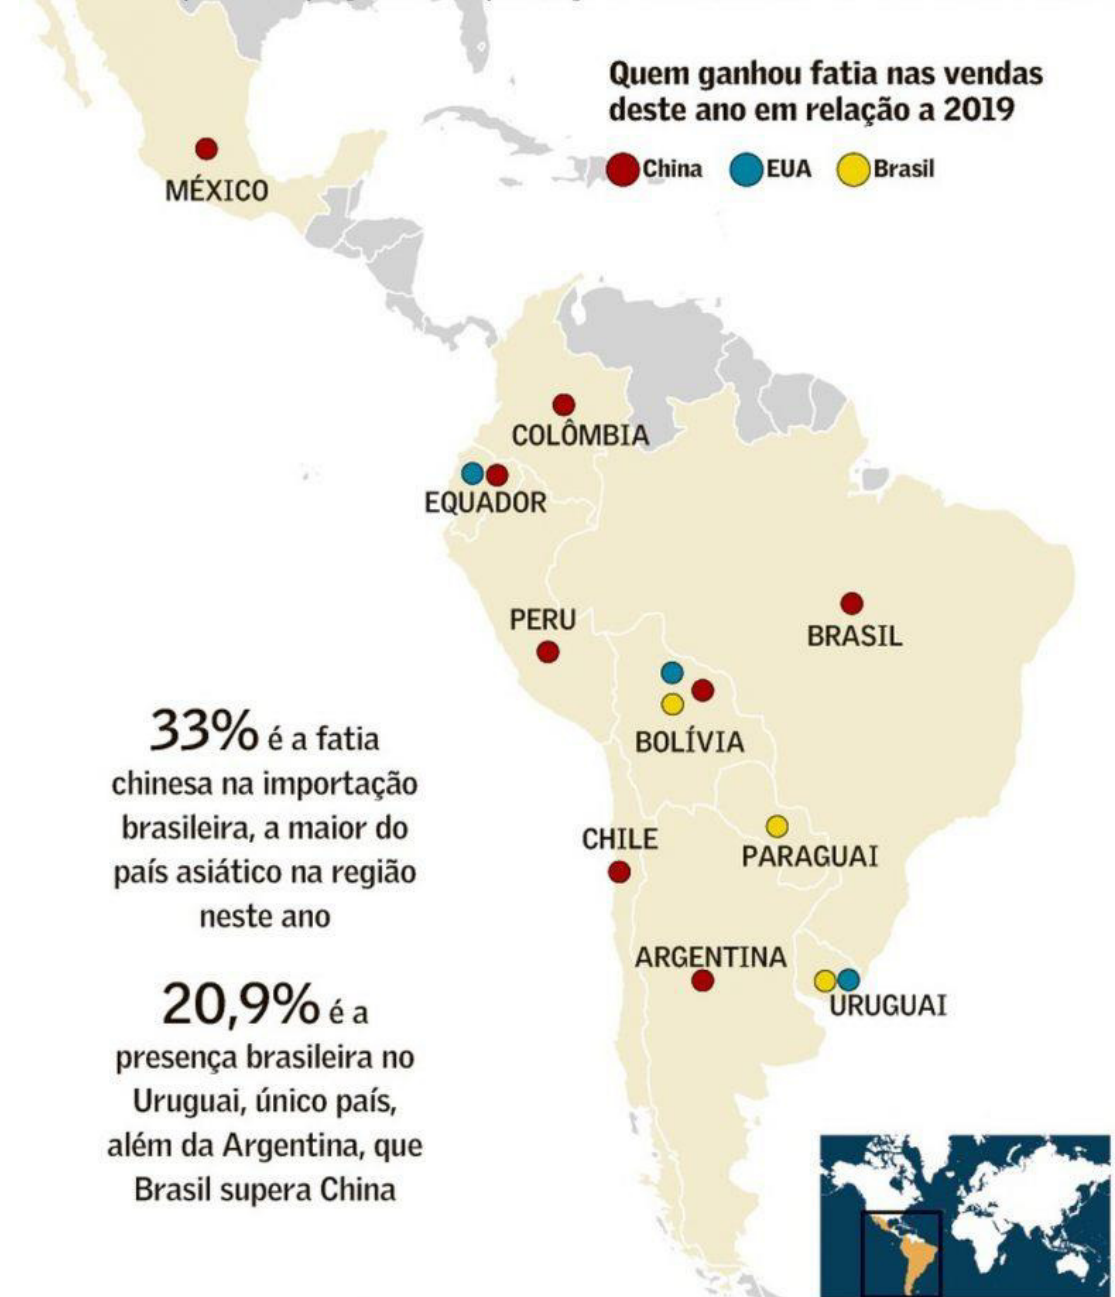 Quem ganhou fatia nas vendas
deste ano em relação a 2019
China EUA Brasil
MÉXICO
COLÔMBIA
EQUADOR
PERU
BRASIL
BOLÍVIA
CHILE
PARAGUAI
ARGENTINA
URUGUAI
33% é a fatia
chinesa na importação
brasileira, a maior do
país asiático na região
neste ano
20,9% é a
presença brasileira no
Uruguai, único país,
além da Argentina, que
Brasil supera China